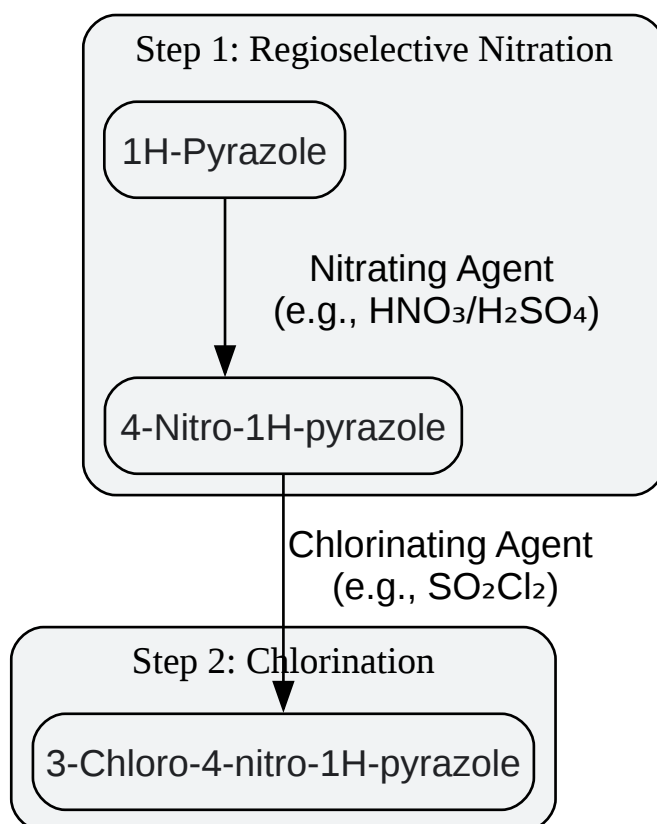 Step 1: Regioselective Nitration
1H-Pyrazole
Nitrating Agent
(e.g., HNO₃/H₂SO₄)
4-Nitro-1H-pyrazole
Chlorinating Agent
(e.g., SO₂Cl₂)
Step 2: Chlorination
3-Chloro-4-nitro-1H-pyrazole